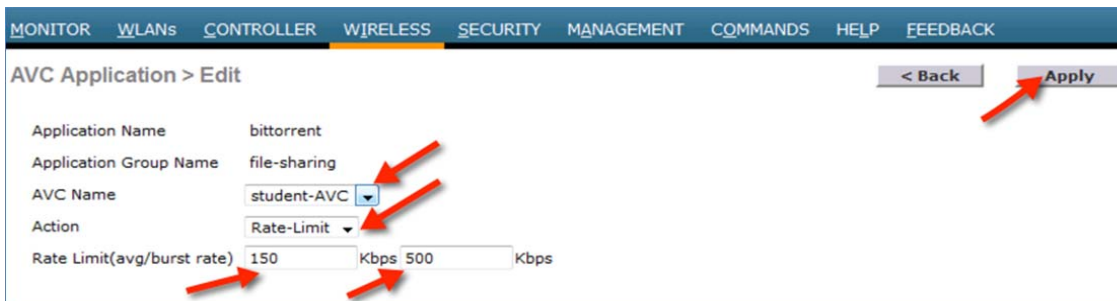 MONITOR WLANs CONTROLLER WIRELESS SECURITY MANAGEMENT COMMANDS HELP FEEDBACK
AVC Application > Edit < Back Apply
Application Name bittorrent
Application Group Name file-sharing
AVC Name student-AVC
Action Rate-Limit
Rate Limit(avg/burst rate) 150 Kbps 500 Kbps